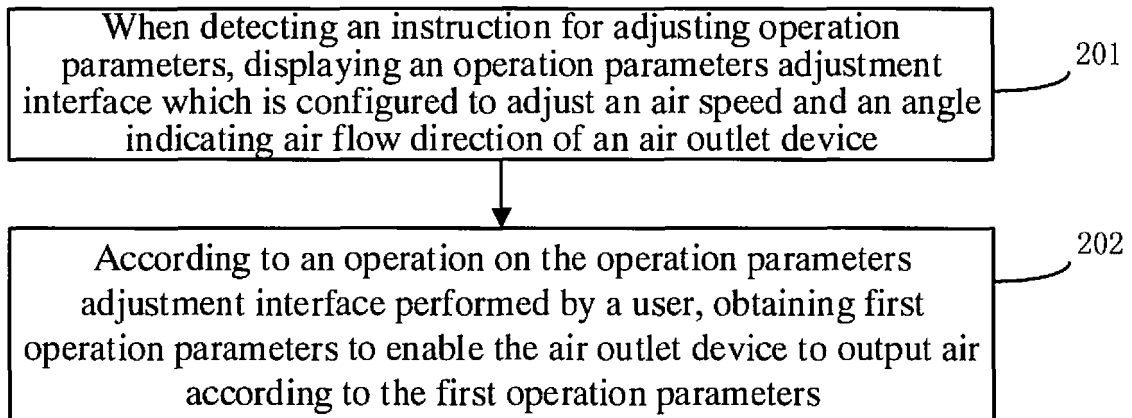 When detecting an instruction for adjusting operation
parameters, displaying an operation parameters adjustment
interface which is configured to adjust an air speed and an angle
indicating air flow direction of an air outlet device
201
According to an operation on the operation parameters
adjustment interface performed by a user, obtaining first
operation parameters to enable the air outlet device to output air
according to the first operation parameters
202